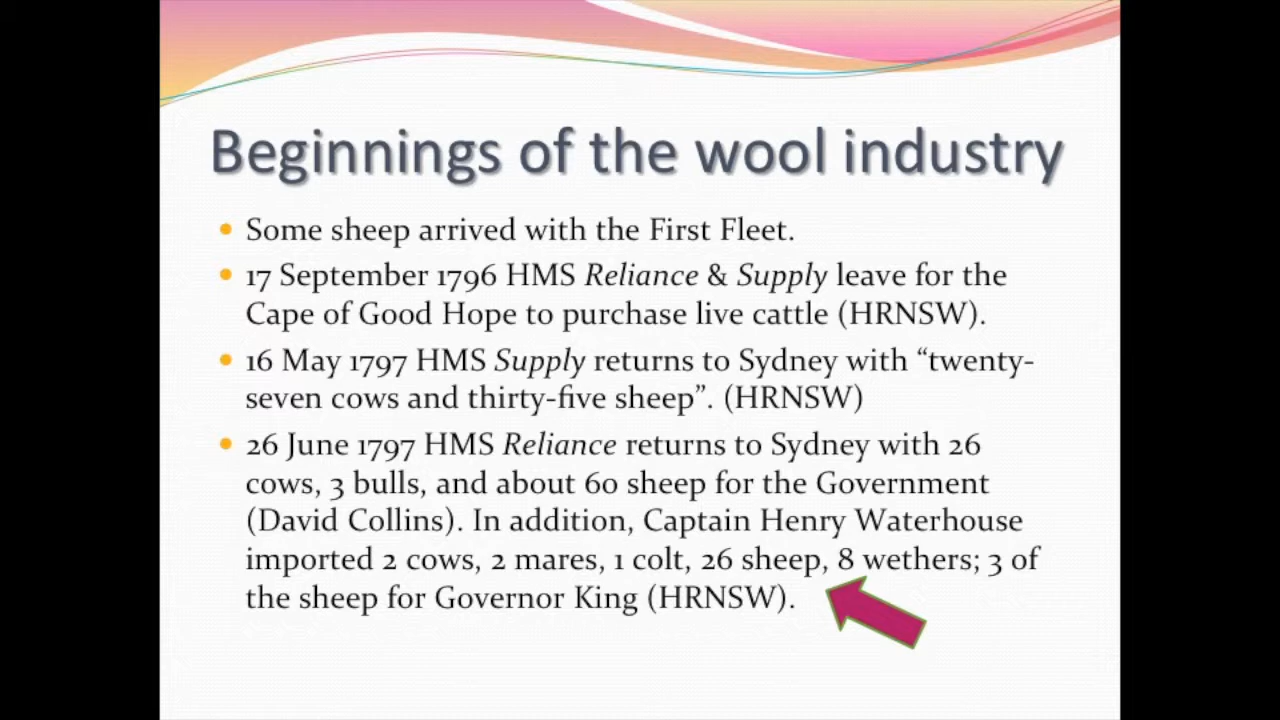 Beginnings of the wool industry
Some sheep arrived with the First Fleet.
17 September 1796 HMS Reliance & Supply leave for the
Cape of Good Hope to purchase live cattle (HRNSW).
16 May 1797 HMS Supply returns to Sydney with “twenty-
seven cows and thirty-five sheep”. (HRNSW)
26 June 1797 HMS Reliance returns to Sydney with 26
cows, 3 bulls, and about 60 sheep for the Government
(David Collins). In addition, Captain Henry Waterhouse
imported 2 cows, 2 mares, 1 colt, 26 sheep, 8 wethers; 3 of
the sheep for Governor King (HRNSW).